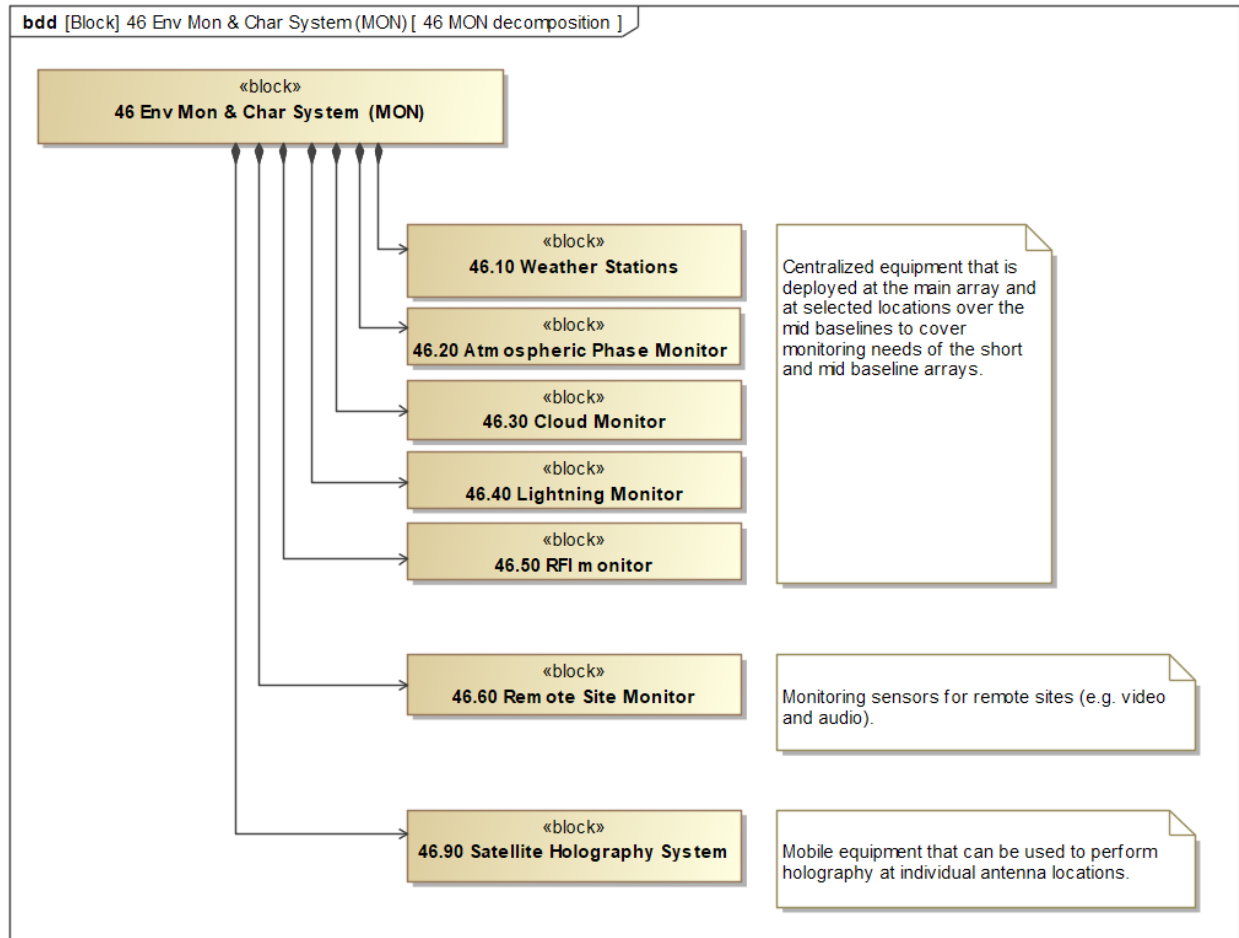 bdd [Block] 46 Env Mon & Char System (MON) [ 46 MON decomposition ]
«block»
46 Env Mon & Char System (MON)
«block»
46.10 Weather Stations
«block»
46.20 Atmospheric Phase Monitor
«block»
46.30 Cloud Monitor
«block»
46.40 Lightning Monitor
«block»
46.50 RFI monitor
Centralized equipment that is
deployed at the main array and
at selected locations over the
mid baselines to cover
monitoring needs of the short
and mid baseline arrays.
«block»
46.60 Remote Site Monitor
Monitoring sensors for remote sites (e.g. video
and audio).
«block»
46.90 Satellite Holography System
Mobile equipment that can be used to perform
holography at individual antenna locations.